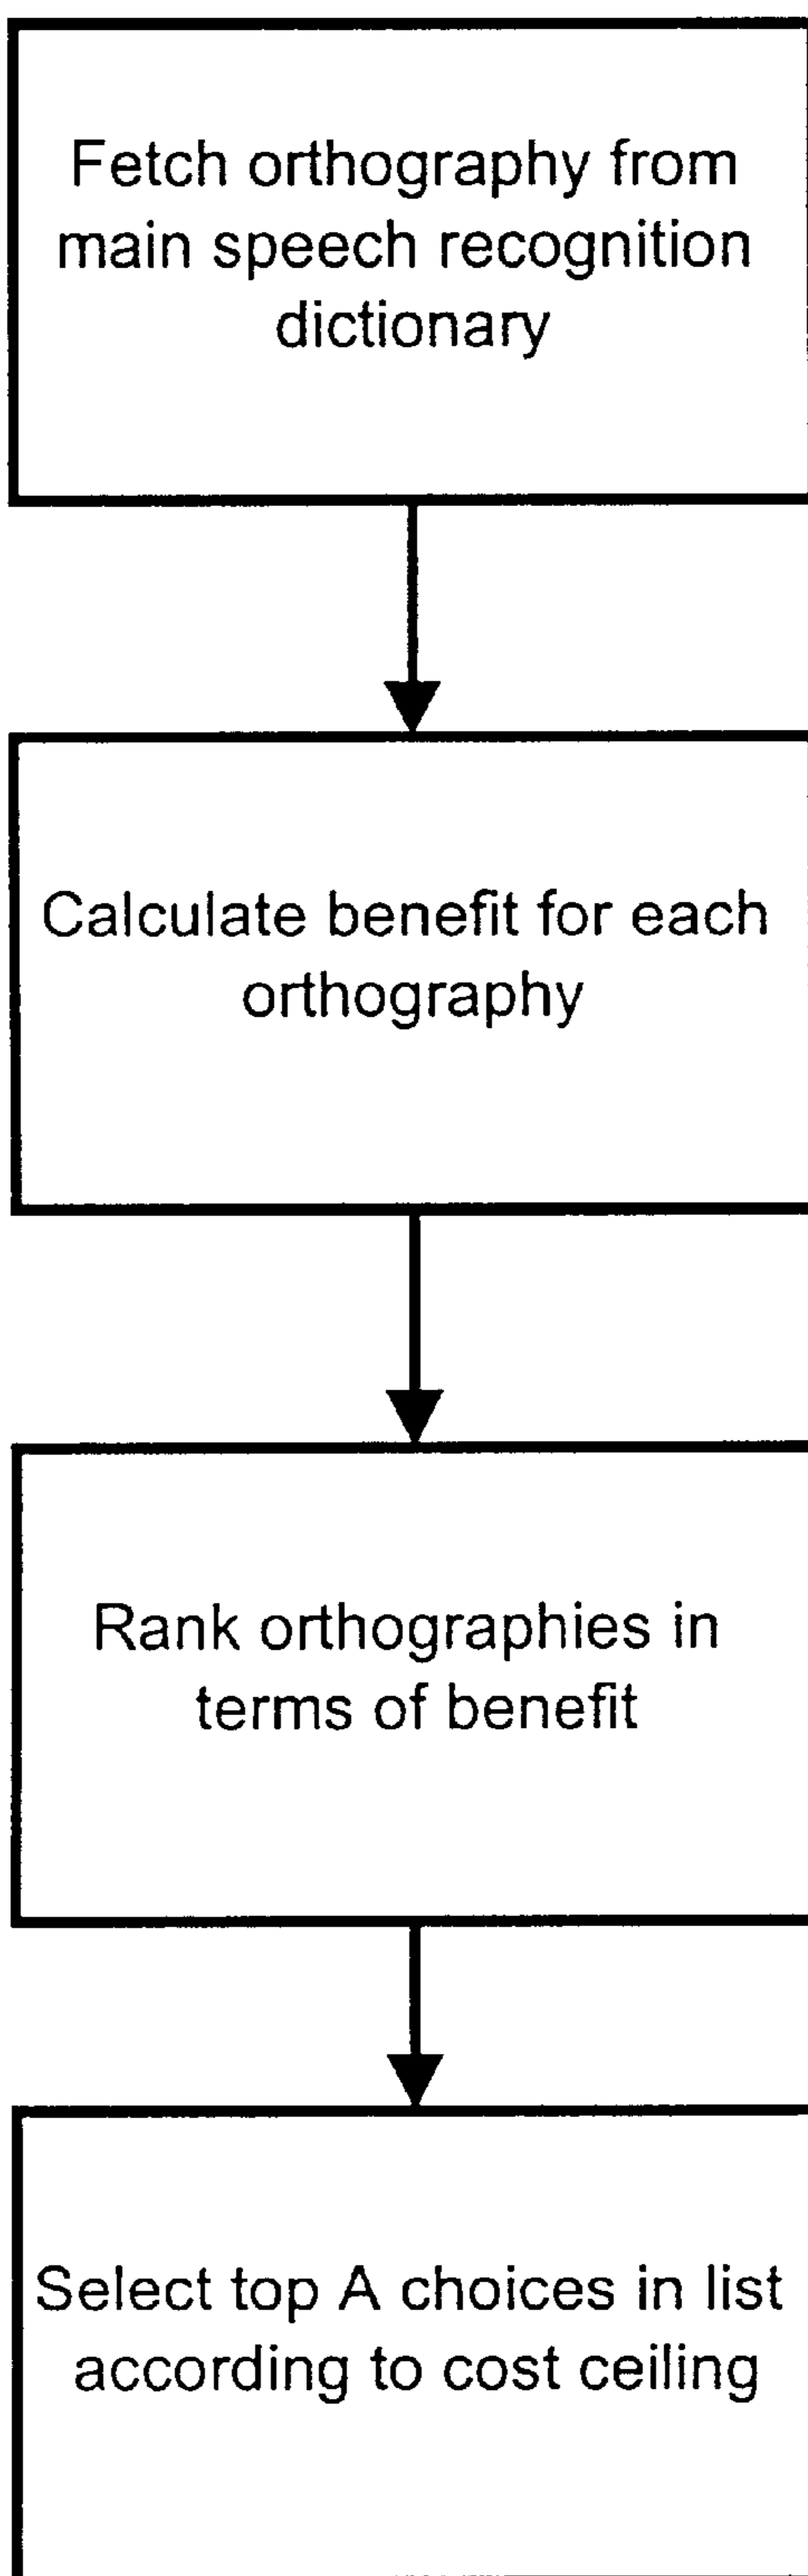 Fetch orthography from
main speech recognition
dictionary
Calculate benefit for each
orthography
Rank orthographies in
terms of benefit
Select top A choices in list
according to cost ceiling